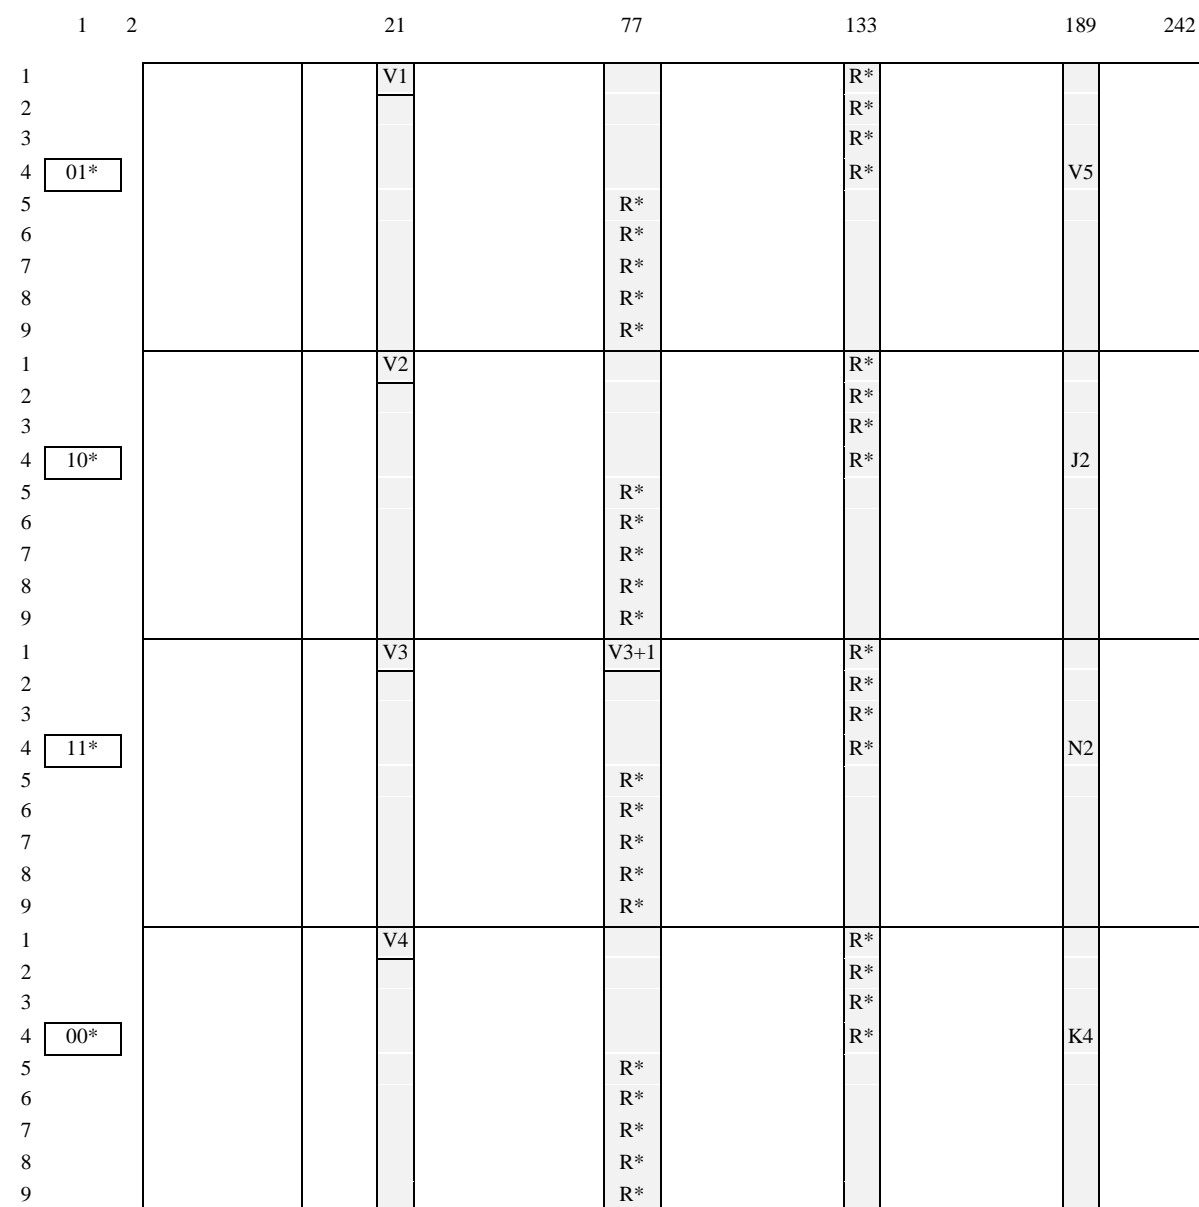 1 2 21 77 133 189 242
1 V1 R*
2 R*
3 R*
4 01* R* V5
5 R*
6 R*
7 R*
8 R*
9 R*
1 V2 R*
2 R*
3 R*
4 10* R* J2
5 R*
6 R*
7 R*
8 R*
9 R*
1 V3 V3+1 R*
2 R*
3 R*
4 11* R* N2
5 R*
6 R*
7 R*
8 R*
9 R*
1 V4 R*
2 R*
3 R*
4 00* R* K4
5 R*
6 R*
7 R*
8 R*
9 R*